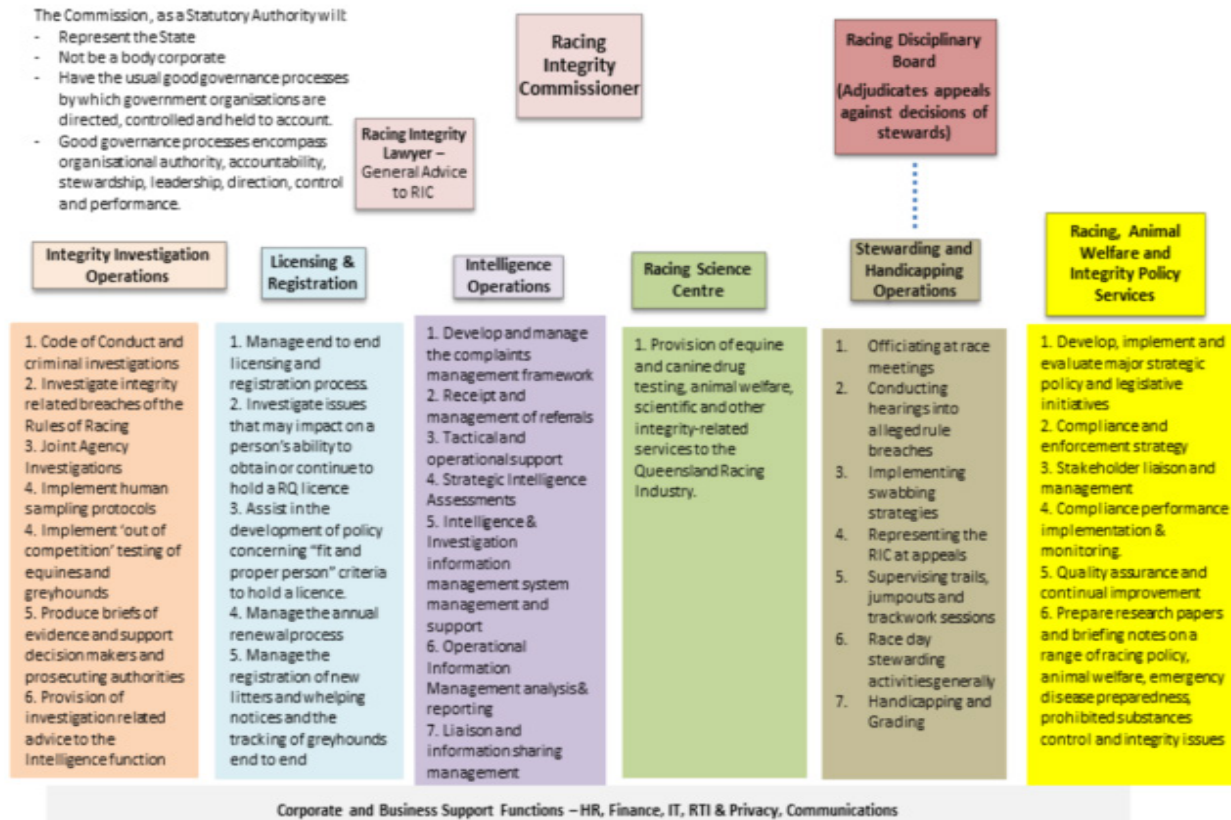 The Commission, as a Statutory Authority will:
- Represent the State
- Not be a body corporate
- Have the usual good governance processes
by which government organisations are
directed, controlled and held to account.
- Good governance processes encompass
organisational authority, accountability,
stewardship, leadership, direction, control
and performance.
Racing
Integrity
Commissioner
Racing Disciplinary
Board
(Adjudicates appeals
against decisions of
stewards)
Racing Integrity
Lawyer –
General Advice
to RIC
Integrity Investigation
Operations
1. Code of Conduct and
criminal investigations
2. Investigate integrity
related breaches of the
Rules of Racing
3. Joint Agency
Investigations
4. Implement human
sampling protocols
4. Implement 'out of
competition' testing of
equines and
greyhounds
5. Produce briefs of
evidence and support
decision makers and
prosecuting authorities
6. Provision of
investigation related
advice to the
Intelligence function
Licensing &
Registration
1. Manage end to end
licensing and
registration process.
2. Investigate issues
that may impact on a
person's ability to
obtain or continue to
hold a RQ licence
3. Assist in the
development of policy
concerning "fit and
proper person" criteria
to hold a licence.
4. Manage the annual
renewal process
5. Manage the
registration of new
litters and whelping
notices and the
tracking of greyhounds
end to end
Intelligence
Operations
1. Develop and manage
the complaints
management framework
2. Receipt and
management of referrals
3. Tactical and
operational support
4. Strategic Intelligence
Assessments
5. Intelligence &
Investigation
information
management system
management and
support
6. Operational
Information
Management analysis &
reporting
7. Liaison and
information sharing
management
Racing Science
Centre
1. Provision of equine
and canine drug
testing, animal welfare,
scientific and other
integrity-related
services to the
Queensland Racing
Industry.
Stewarding and
Handicapping
Operations
1. Officiating at race
meetings
2. Conducting
hearings into
alleged rule
breaches
3. Implementing
swabbing
strategies
4. Representing
the RIC at appeals
5. Supervising trails,
jumpouts and
trackwork sessions
6. Race day
stewarding
activities generally
7. Handicapping and
Grading
Racing, Animal
Welfare and
Integrity Policy
Services
1. Develop, implement and
evaluate major strategic
policy and legislative
initiatives
2. Compliance and
enforcement strategy
3. Stakeholder liaison and
management
4. Compliance performance
implementation &
monitoring.
5. Quality assurance and
continual improvement
6. Prepare research papers
and briefing notes on a
range of racing policy,
animal welfare, emergency
disease preparedness,
prohibited substances
control and integrity issues
Corporate and Business Support Functions – HR, Finance, IT, RTI & Privacy, Communications